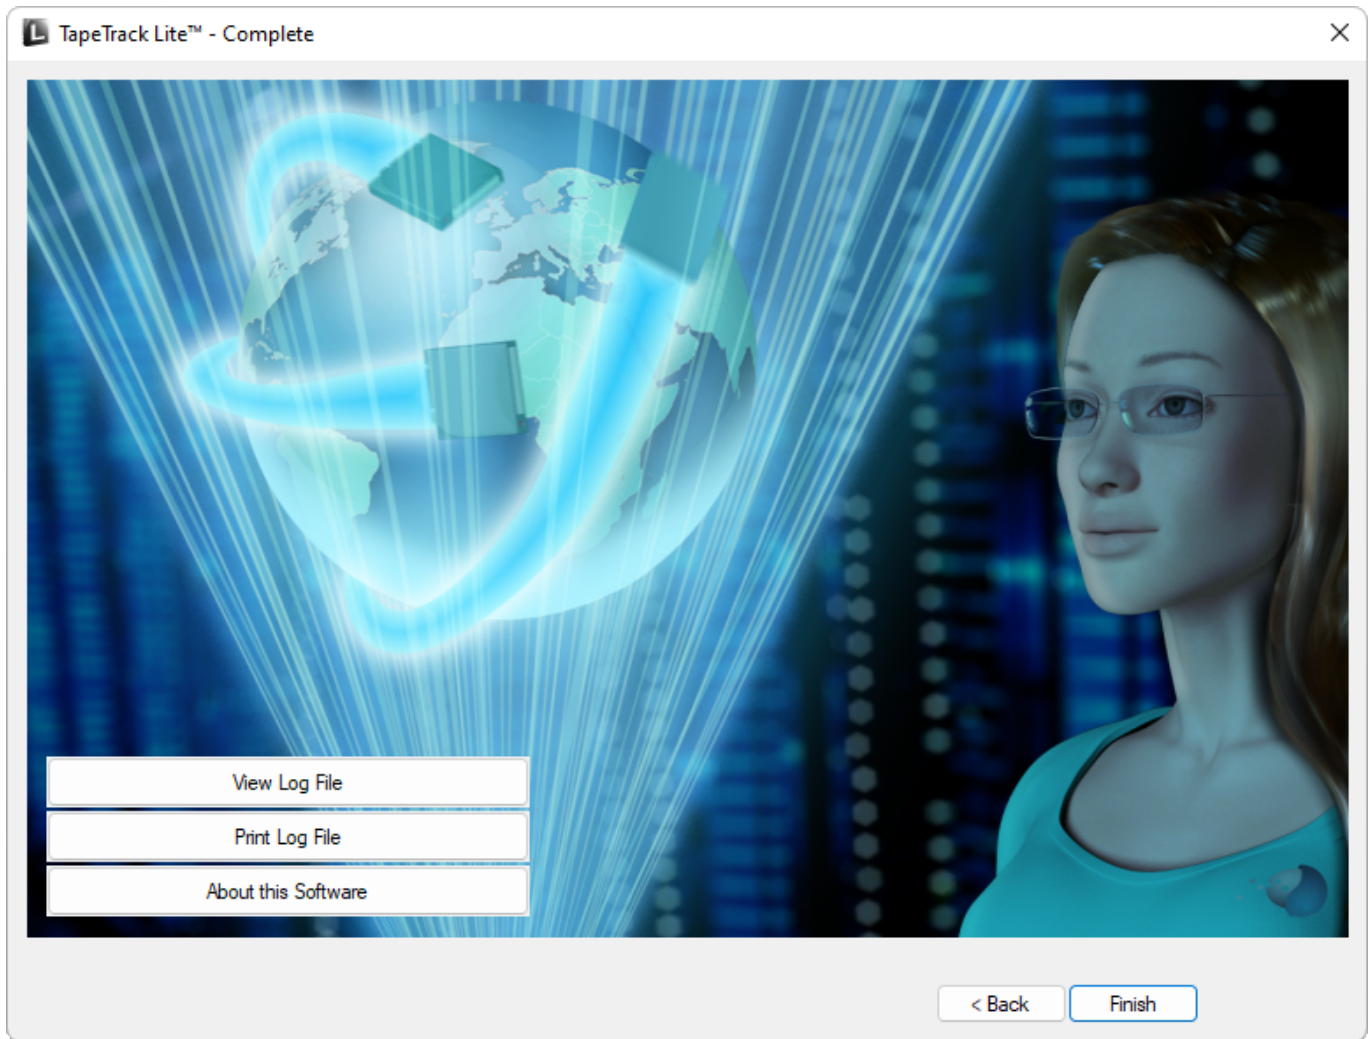 TapeTrack Lite™ - Complete
View Log File
Print Log File
About this Software
< Back
Finish